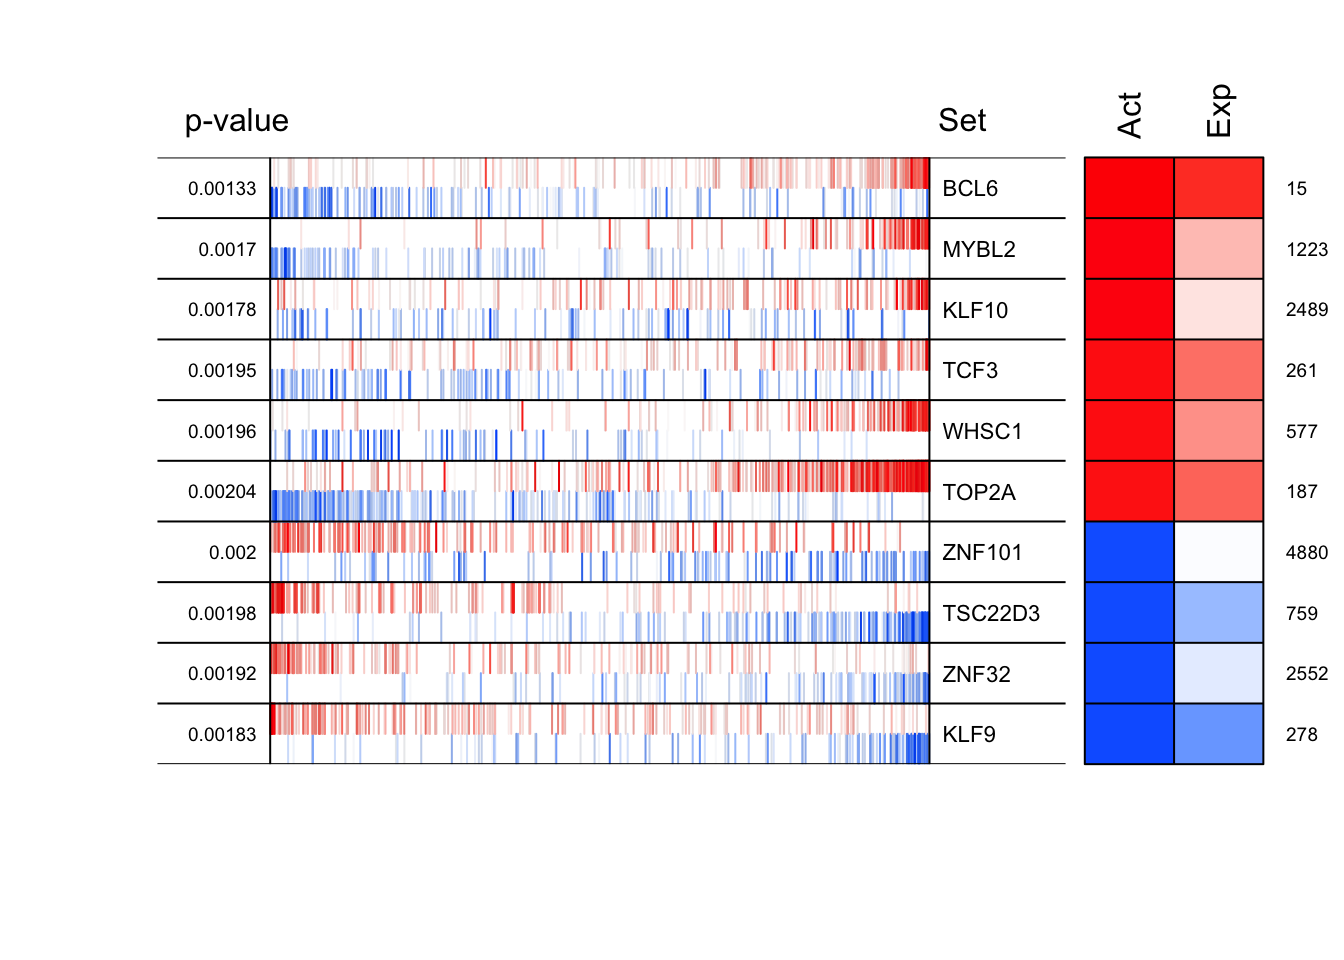 p-value Set Act Exp
0.00133 BCL6 15
0.0017 MYBL2 1223
0.00178 KLF10 2489
0.00195 TCF3 261
0.00196 WHSC1 577
0.00204 TOP2A 187
0.002 ZNF101 4880
0.00198 TSC22D3 759
0.00192 ZNF32 2552
0.00183 KLF9 278